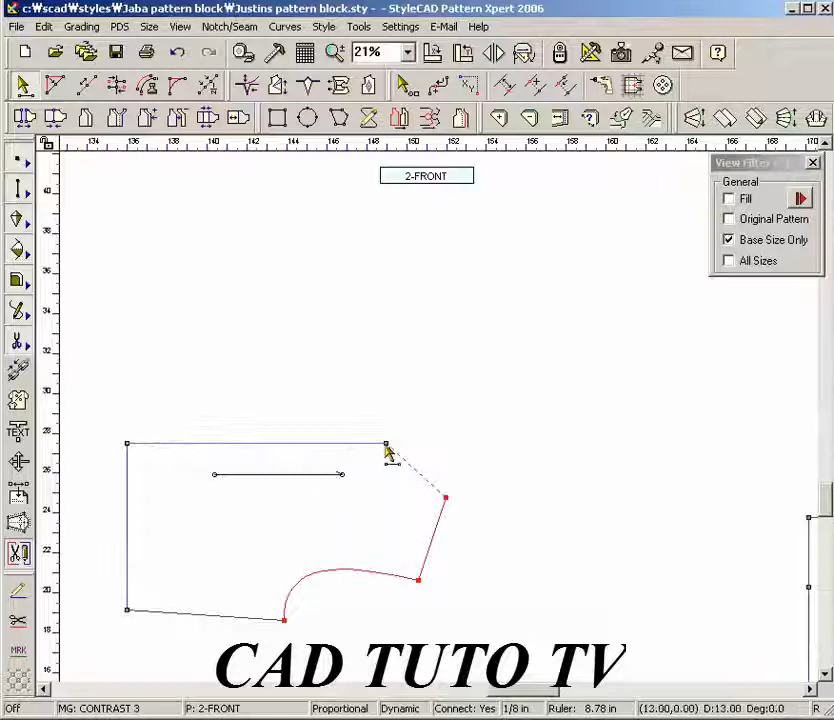 c:₩scad₩styles₩Jaba pattern block₩Justins pattern block.sty - - StyleCAD Pattern Xpert 2006
File Edit Grading PDS Size View Notch/Seam Curves Style Tools Settings E-Mail Help
21%
134 136 138 140 142 144 146 148 150 152 154 156 158 160 162 164 166 168 170
2-FRONT
View Filter
General
Fill
Original Pattern
Base Size Only
All Sizes
40
38
36
34
32
30
28
26
24
22
20
18
16
TEXT
MRK
CAD TUTO TV
Off MG: CONTRAST 3 P: 2-FRONT Proportional Dynamic Connect: Yes 1/8 in Ruler: 8.78 in (13.00,0.00) D:13.00 Deg:0.0 R